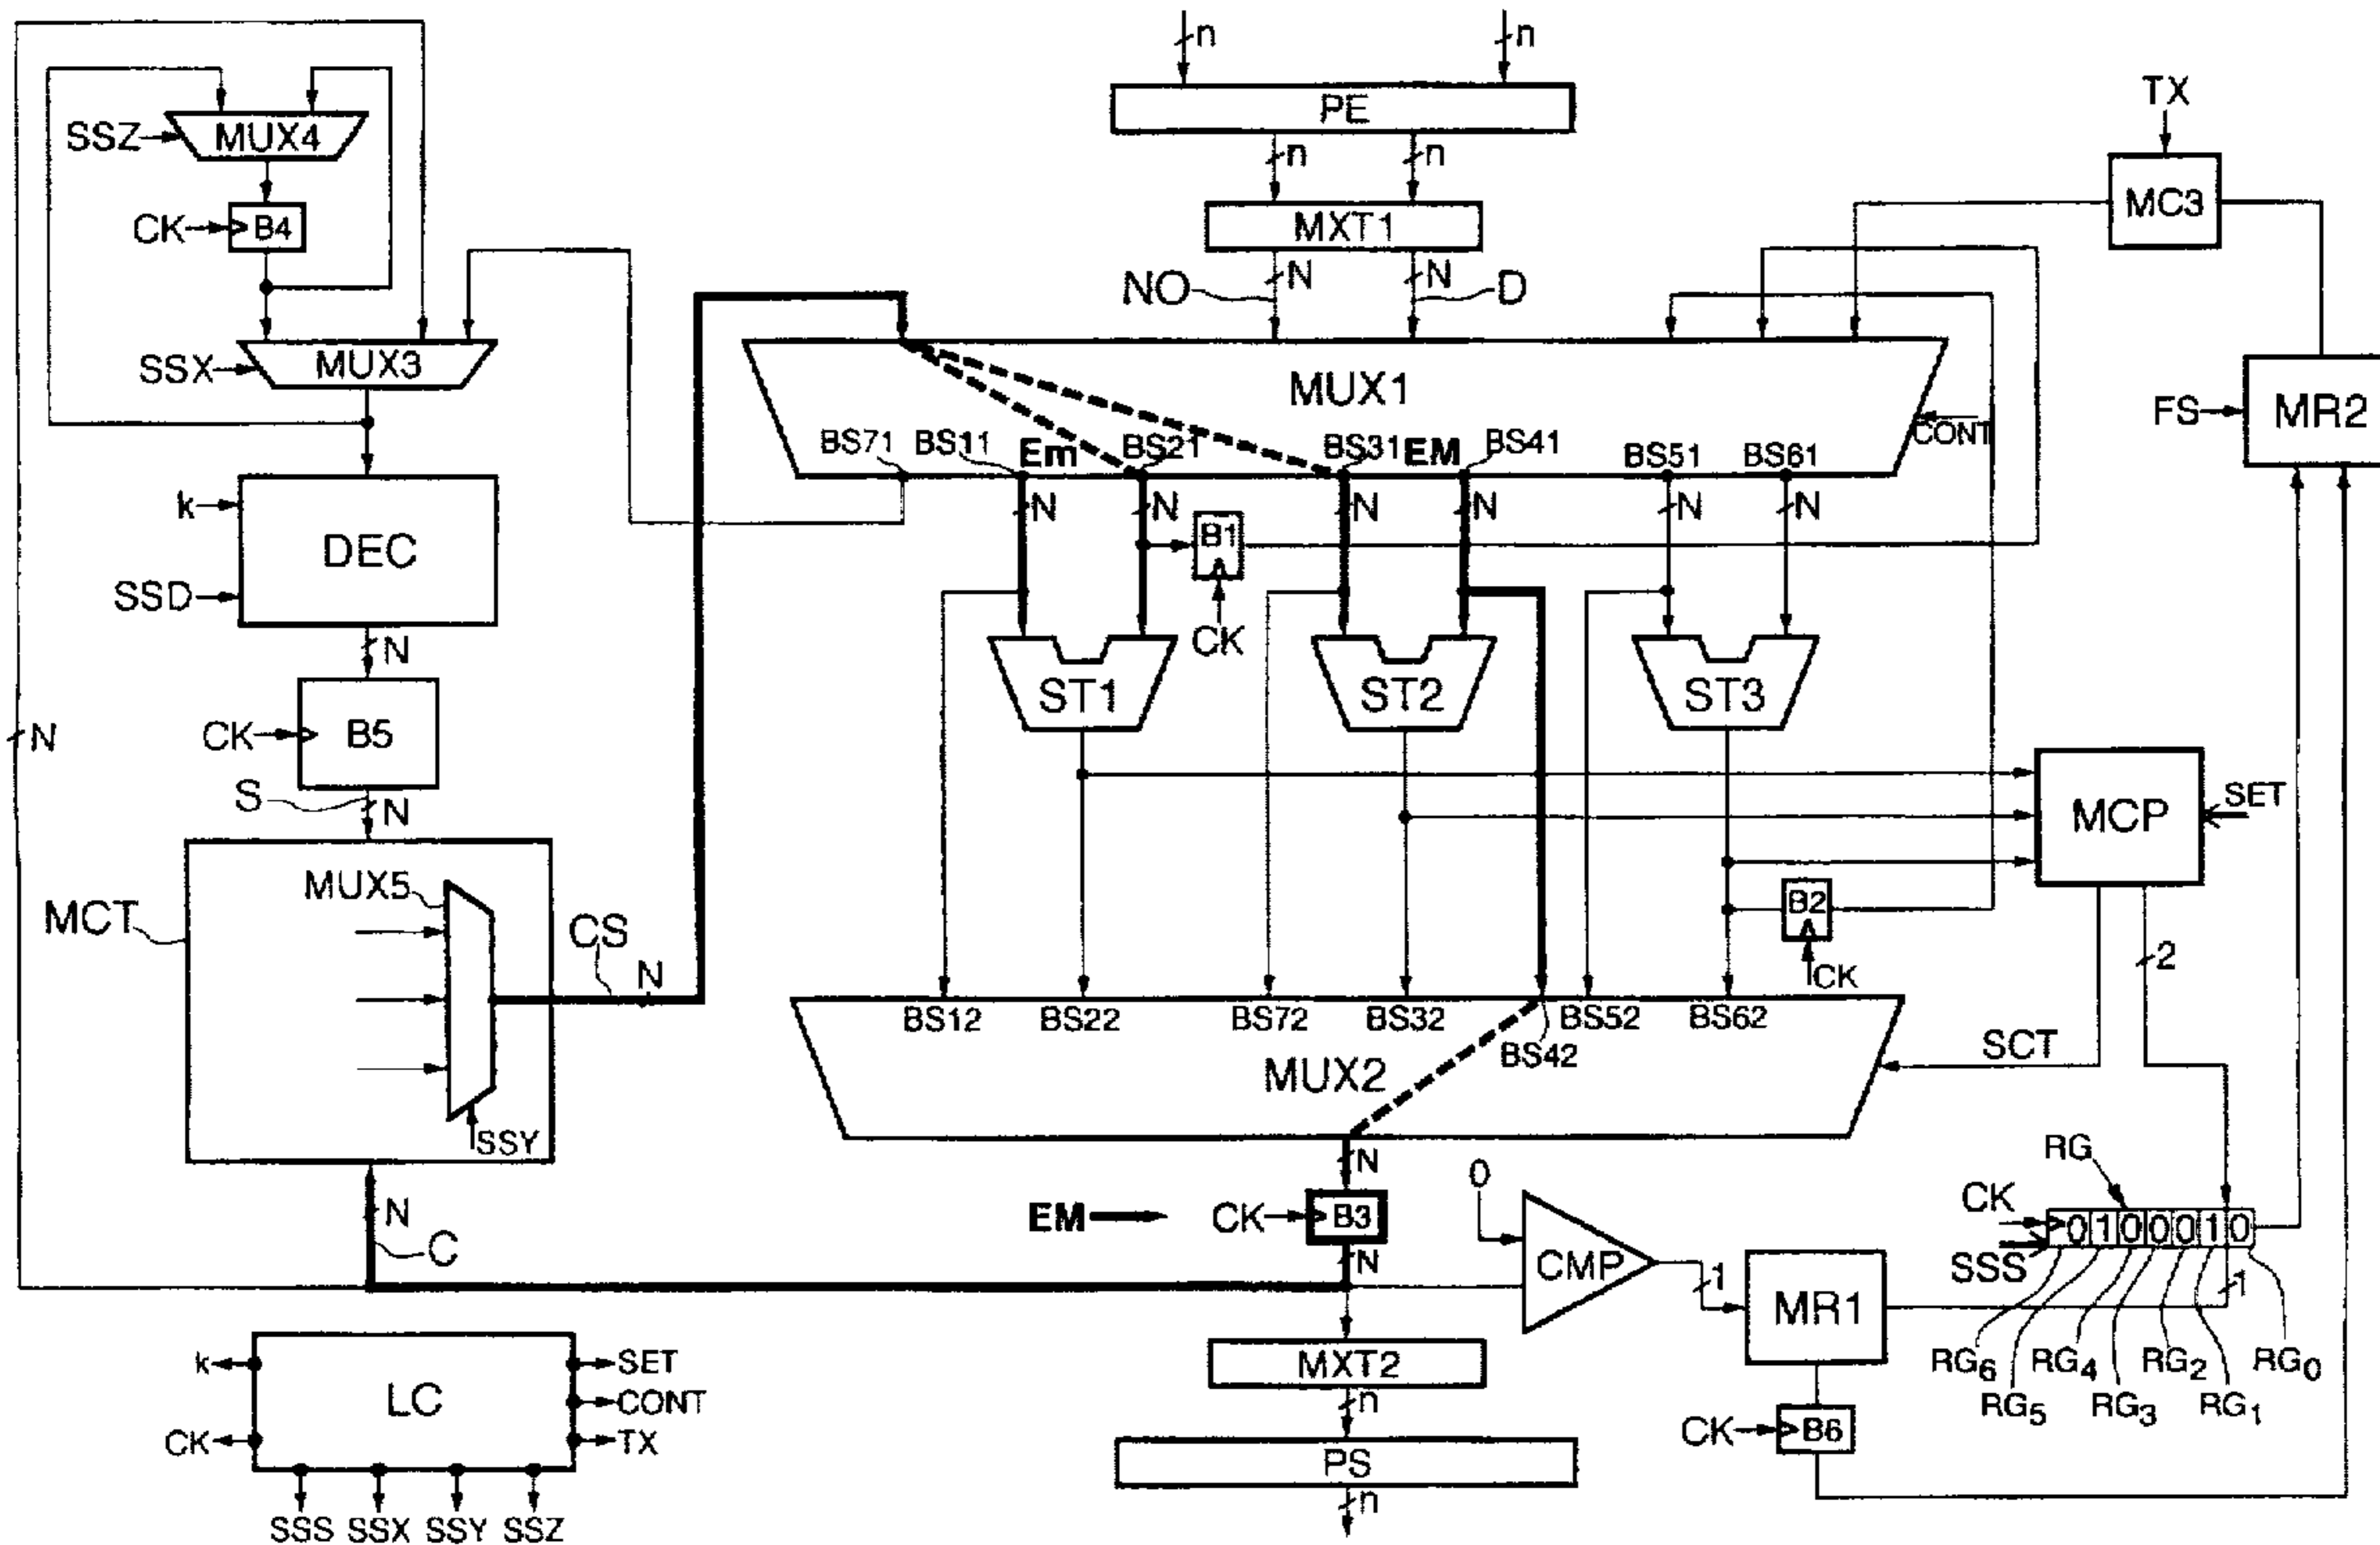 n n
PE
TX
SSZ MUX4
n n
MC3
CK B4
MXT1
NO N N D
SSX MUX3
MUX1
FS MR2
CONT
BS71 BS11 Em BS21 BS31 EM BS41 BS51 BS61
k
N N N N N N
DEC
B1
SSD
CK
N
ST1 ST2 ST3
CK B5
N
S N
MCP SET
MUX5
B2
MCT
CS N
CK
2
BS12 BS22 BS72 BS32 BS42 BS52 BS62
SCT
MUX2
SSY
RG
N
0
N
EM CK B3
CK
0 1 0 0 0 1 0
C
N
CMP
SSS
1
MR1
1
LC
k SET
CONT
CK TX
MXT2
RG6 RG4 RG2 RG0
RG5 RG3 RG1
n
CK B6
PS
n
SSS SSX SSY SSZ